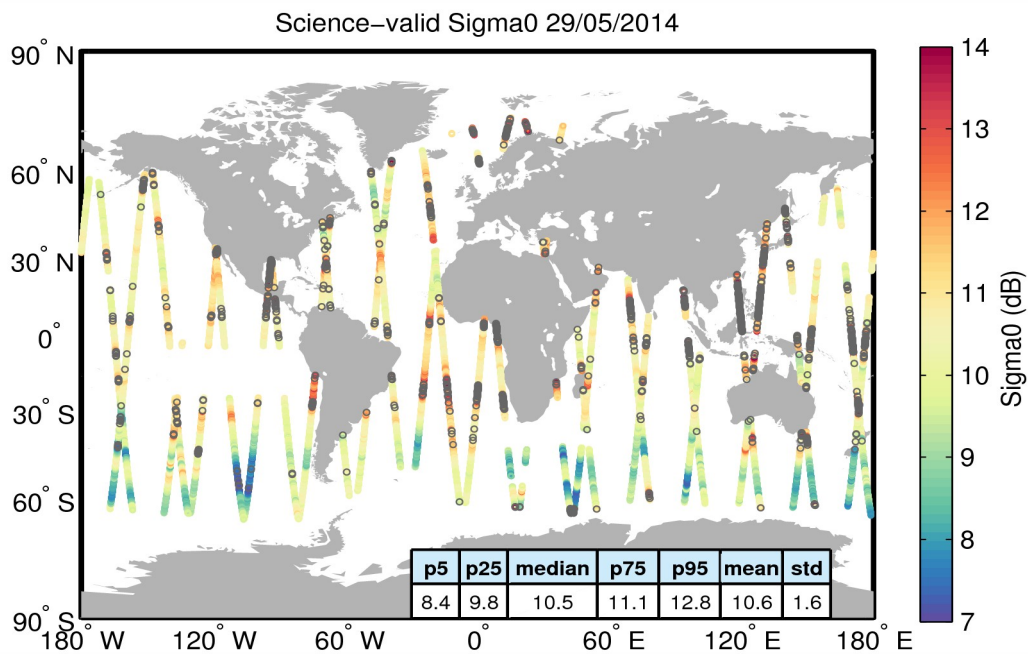 Science−valid Sigma0 29/05/2014
90° N
60° N
30° N
0°
30° S
60° S
90° S
180° W
120° W
60° W
0°
60° E
120° E
180° E
p5 p25 median p75 p95 mean std
8.4 9.8 10.5 11.1 12.8 10.6 1.6
14
13
12
11
10
9
8
7
Sigma0 (dB)